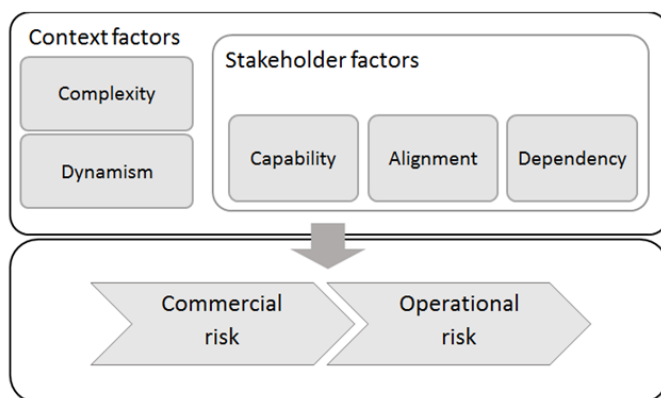 Context factors
Complexity
Dynamism
Stakeholder factors
Capability
Alignment
Dependency
Commercial
risk
Operational
risk